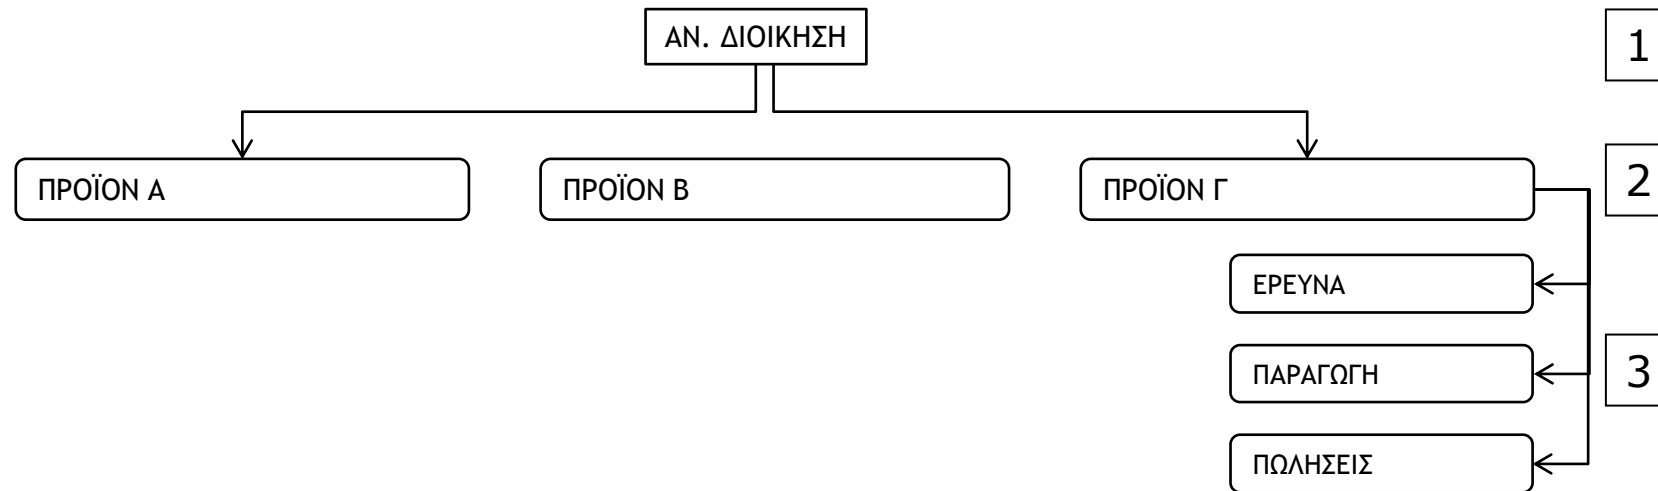 ΑΝ. ΔΙΟΙΚΗΣΗ
1
ΠΡΟΪΟΝ Α
ΠΡΟΪΟΝ Β
ΠΡΟΪΟΝ Γ
2
ΕΡΕΥΝΑ
ΠΑΡΑΓΩΓΗ
3
ΠΩΛΗΣΕΙΣ